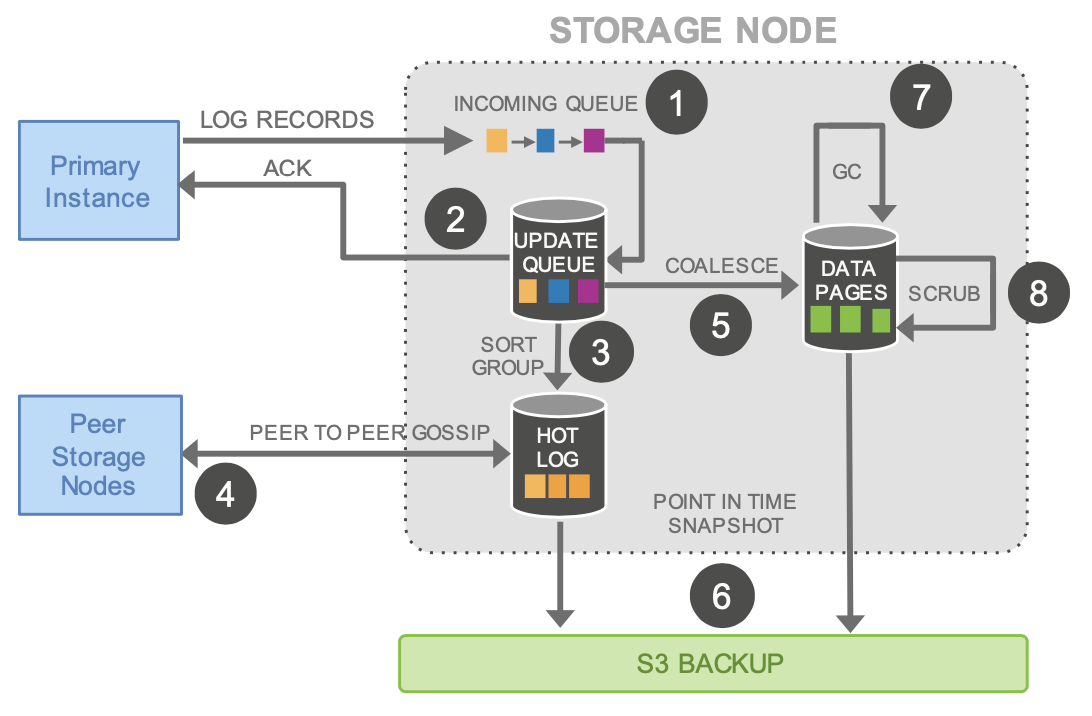 STORAGE NODE
INCOMING QUEUE
1
7
LOG RECORDS
Primary
Instance
ACK
GC
2
UPDATE
QUEUE
COALESCE
DATA
PAGES
SCRUB
8
5
3
SORT
GROUP
Peer
Storage
Nodes
PEER TO PEER GOSSIP
HOT
LOG
4
POINT IN TIME
SNAPSHOT
6
S3 BACKUP